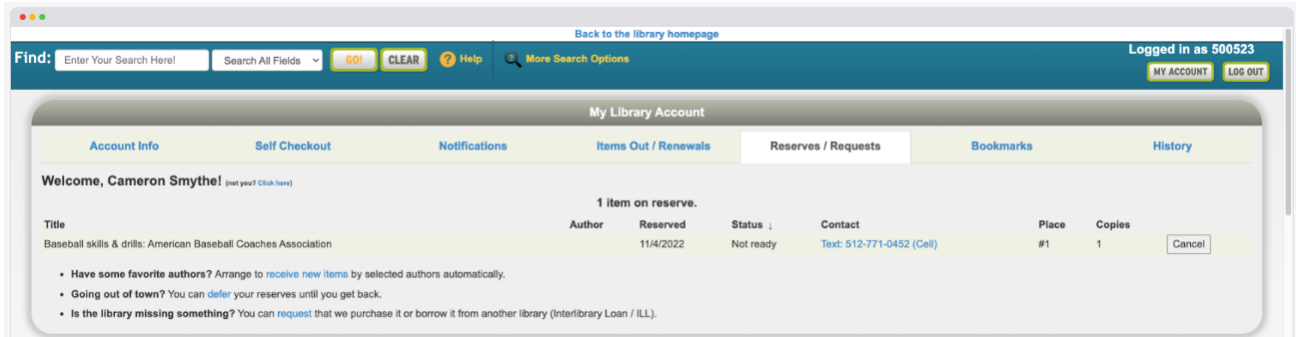 Back to the library homepage
Find: Enter Your Search Here! Search All Fields GO! CLEAR ? Help More Search Options Logged in as 500523
MY ACCOUNT LOG OUT
My Library Account
Account Info Self Checkout Notifications Items Out / Renewals Reserves / Requests Bookmarks History
Welcome, Cameron Smythe! (not you? Click here)
1 item on reserve.
Title Author Reserved Status ↓ Contact Place Copies
Baseball skills & drills: American Baseball Coaches Association 11/4/2022 Not ready Text: 512-771-0452 (Cell) #1 1 Cancel
• Have some favorite authors? Arrange to receive new items by selected authors automatically.
• Going out of town? You can defer your reserves until you get back.
• Is the library missing something? You can request that we purchase it or borrow it from another library (Interlibrary Loan / ILL).